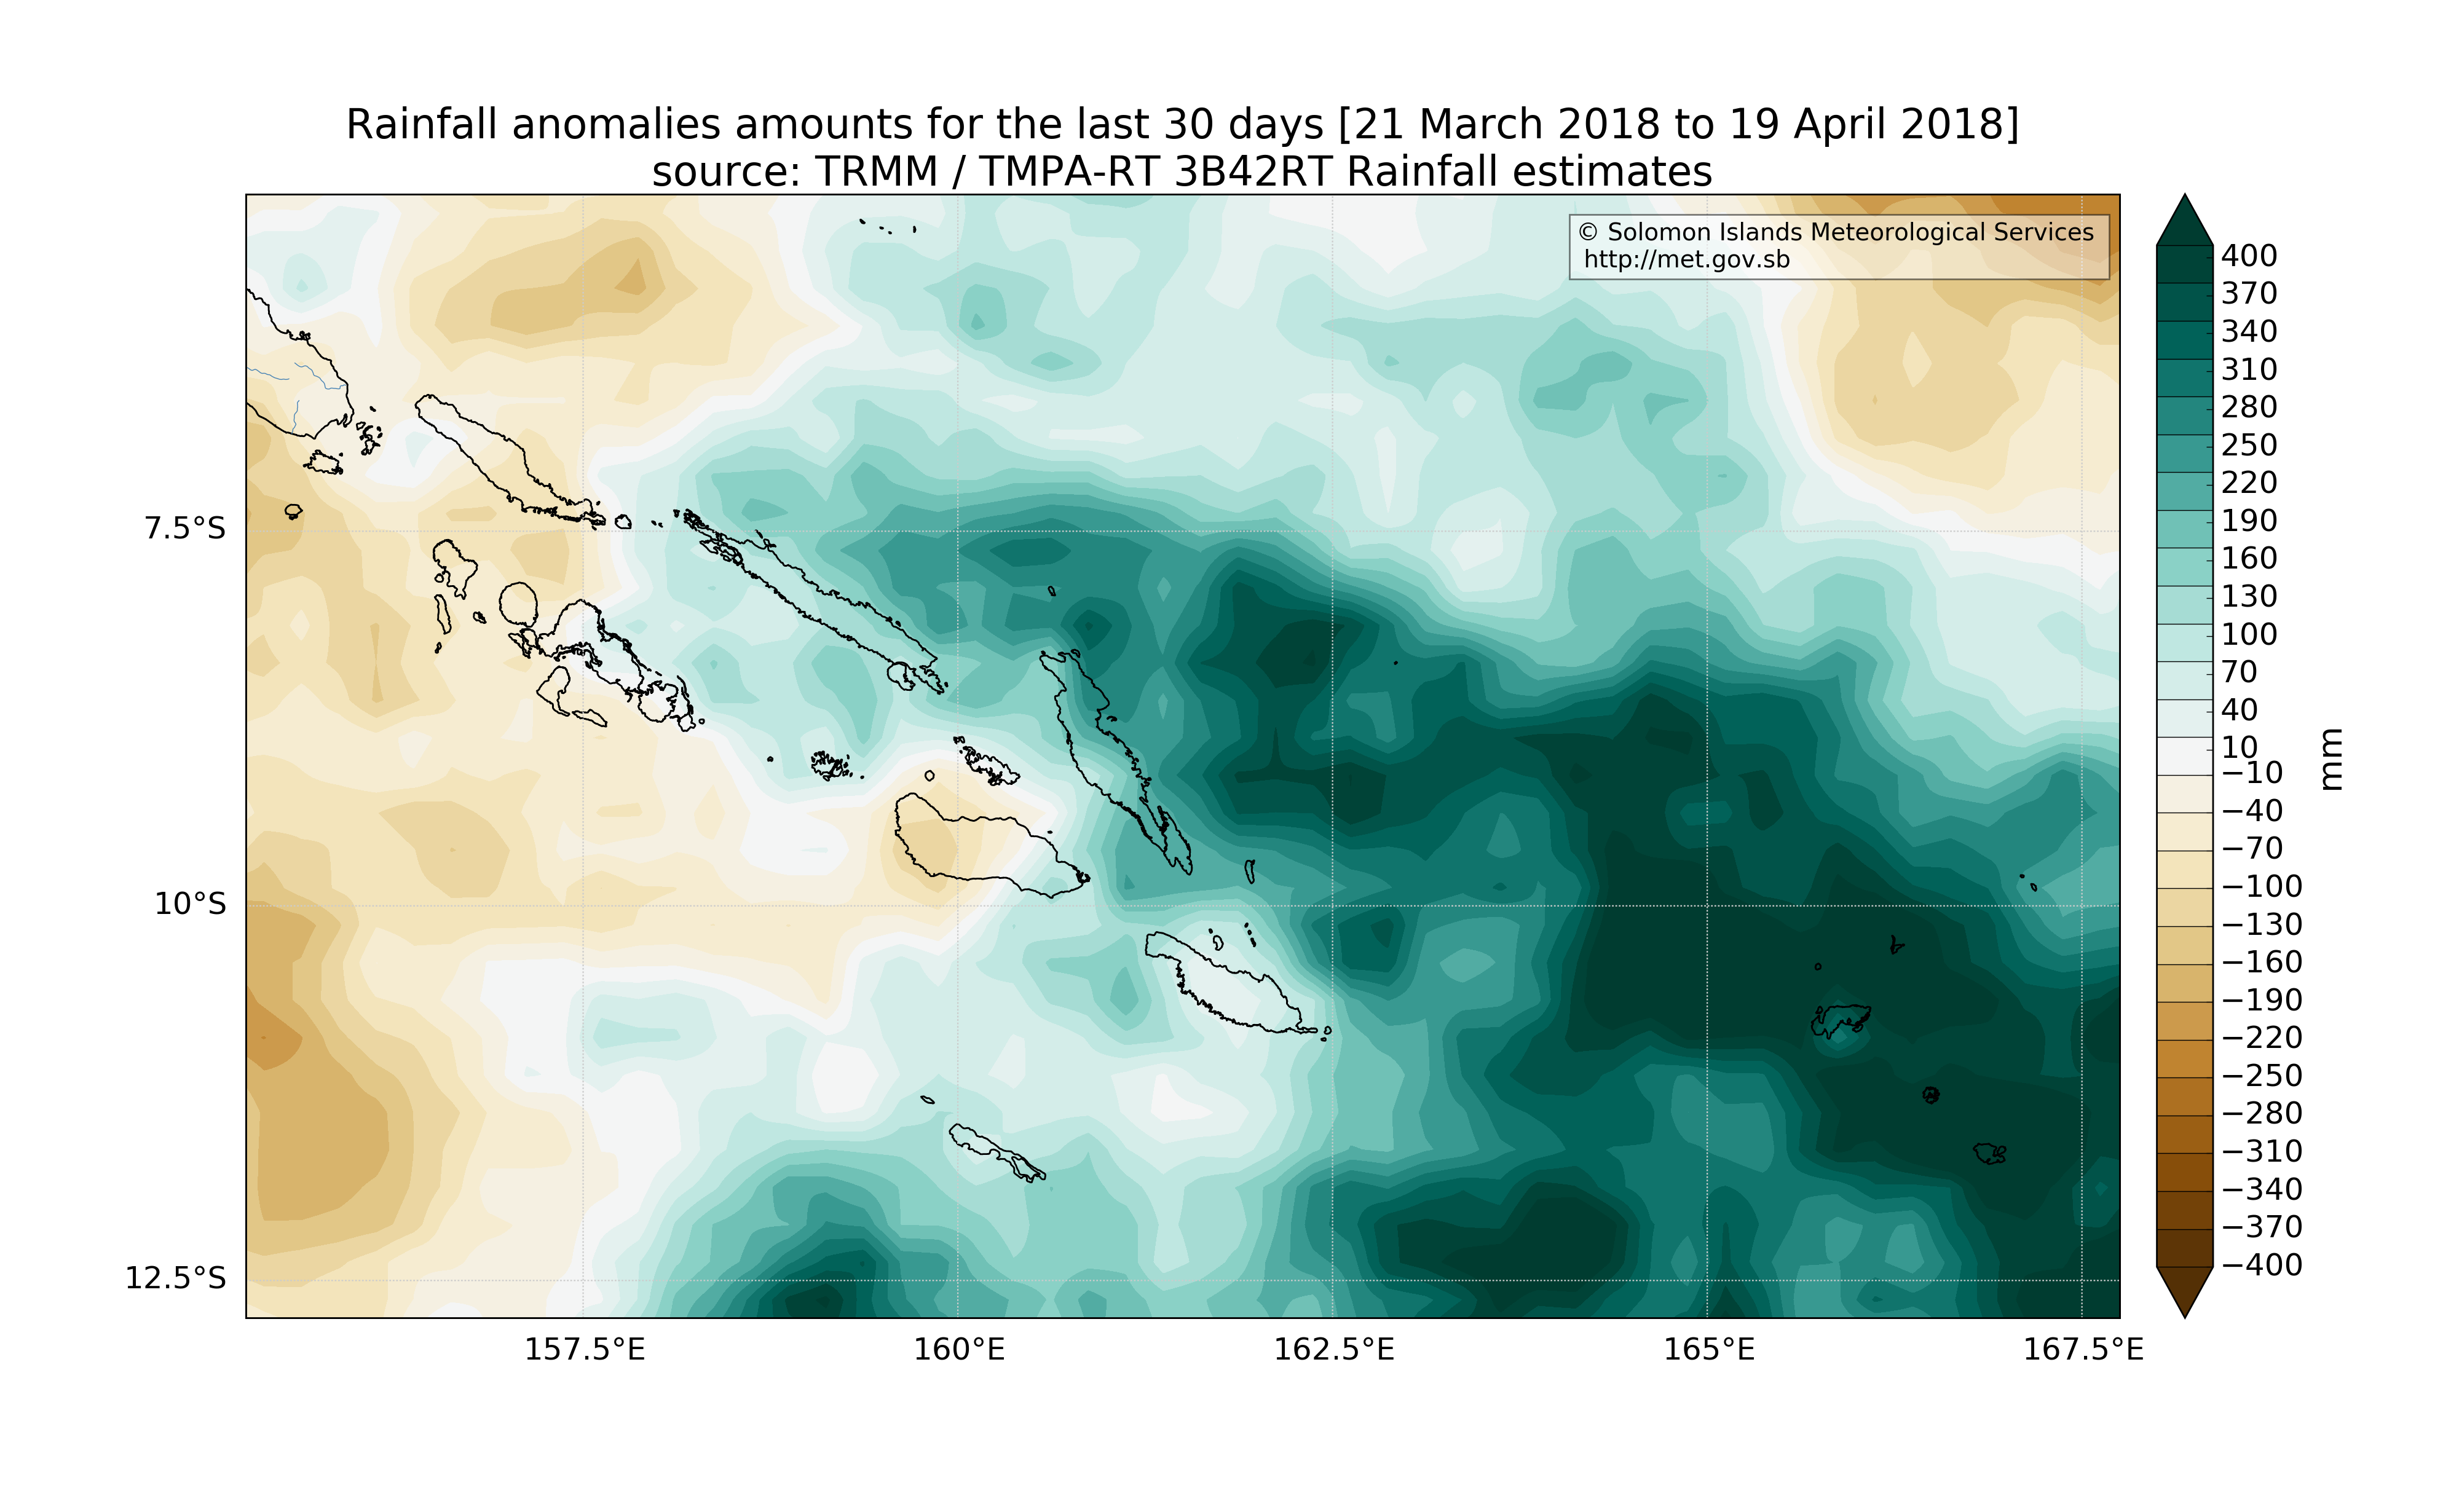 Rainfall anomalies amounts for the last 30 days [21 March 2018 to 19 April 2018]
source: TRMM / TMPA-RT 3B42RT Rainfall estimates
© Solomon Islands Meteorological Services
http://met.gov.sb
7.5°S
10°S
12.5°S
157.5°E
160°E
162.5°E
165°E
167.5°E
400
370
340
310
280
250
220
190
160
130
100
70
40
10
−10
−40
−70
−100
−130
−160
−190
−220
−250
−280
−310
−340
−370
−400
mm